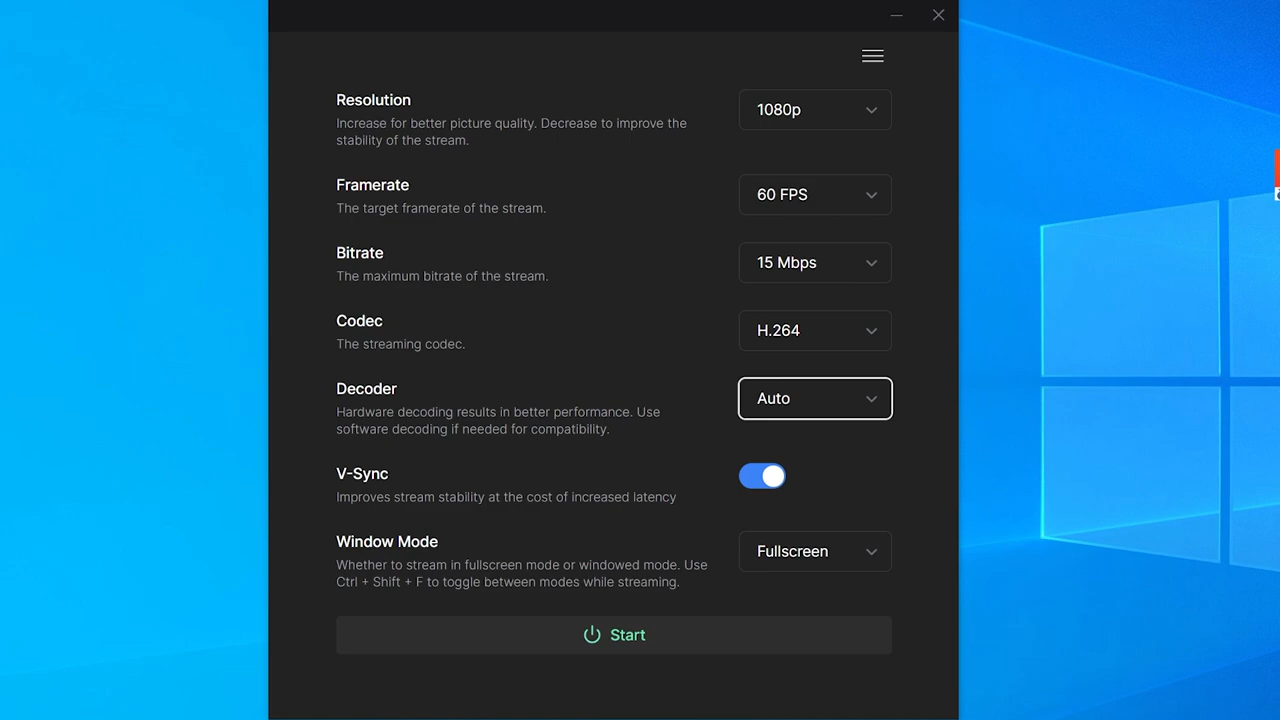 Resolution
Increase for better picture quality. Decrease to improve the
stability of the stream.
1080p
Framerate
The target framerate of the stream.
60 FPS
Bitrate
The maximum bitrate of the stream.
15 Mbps
Codec
The streaming codec.
H.264
Decoder
Hardware decoding results in better performance. Use
software decoding if needed for compatibility.
Auto
V-Sync
Improves stream stability at the cost of increased latency
Window Mode
Whether to stream in fullscreen mode or windowed mode. Use
Ctrl + Shift + F to toggle between modes while streaming.
Fullscreen
Start